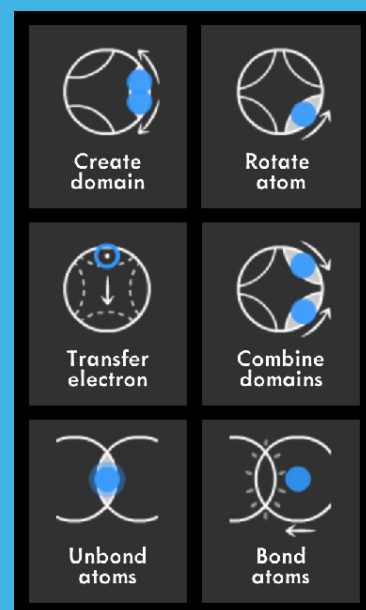 Create
domain
Rotate
atom
Transfer
electron
Combine
domains
Unbond
atoms
Bond
atoms